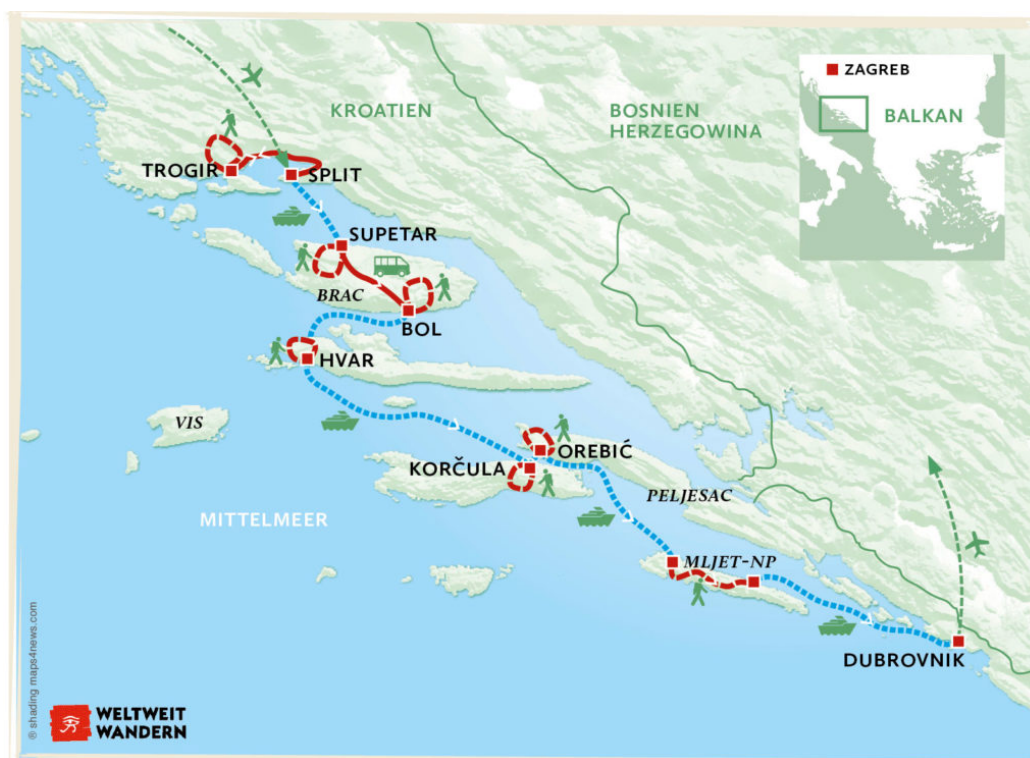 KROATIEN
BOSNIEN
HERZEGOWINA
ZAGREB
BALKAN
TROGIR
SPLIT
SUPETAR
BRAC
BOL
HVAR
VIS
OREBIĆ
KORČULA
PELJESAC
MITTELMEER
MLJET-NP
DUBROVNIK
© shading maps4news.com
WELTWEIT
WANDERN